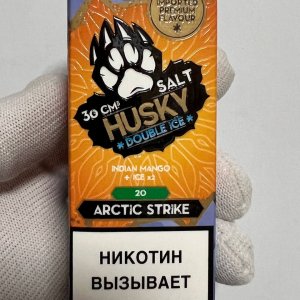 IMPORTED
PREMIUM
FLAVOUR
SALT
30 CM³
HUSKY
DOUBLE ICE
INDIAN MANGO
+ ICE x2
20
ARCTIC STRIKE
НИКОТИН
ВЫЗЫВАЕТ